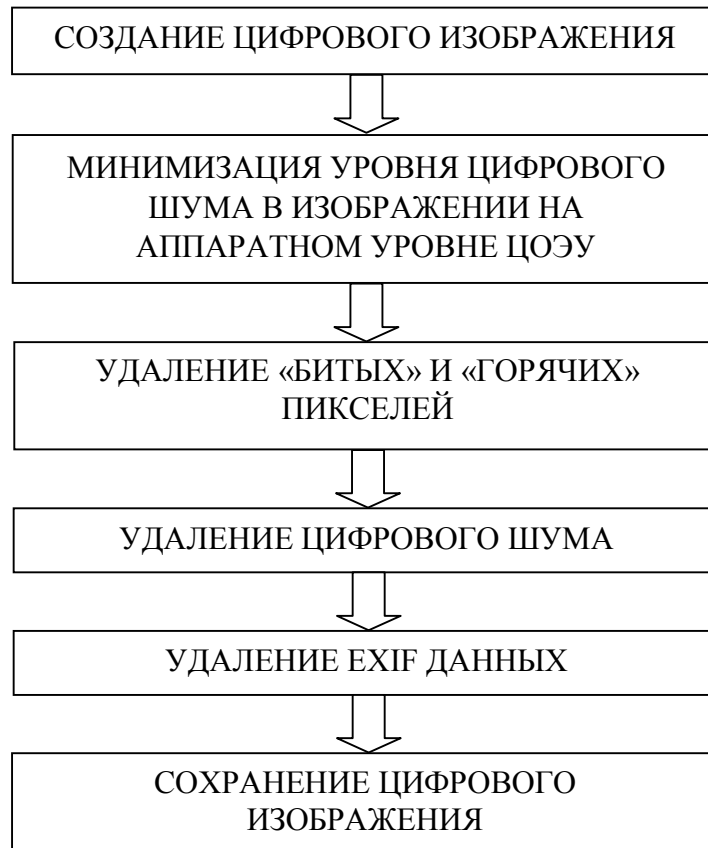 СОЗДАНИЕ ЦИФРОВОГО ИЗОБРАЖЕНИЯ
МИНИМИЗАЦИЯ УРОВНЯ ЦИФРОВОГО
ШУМА В ИЗОБРАЖЕНИИ НА
АППАРАТНОМ УРОВНЕ ЦОЭУ
УДАЛЕНИЕ «БИТЫХ» И «ГОРЯЧИХ»
ПИКСЕЛЕЙ
УДАЛЕНИЕ ЦИФРОВОГО ШУМА
УДАЛЕНИЕ EXIF ДАННЫХ
СОХРАНЕНИЕ ЦИФРОВОГО
ИЗОБРАЖЕНИЯ